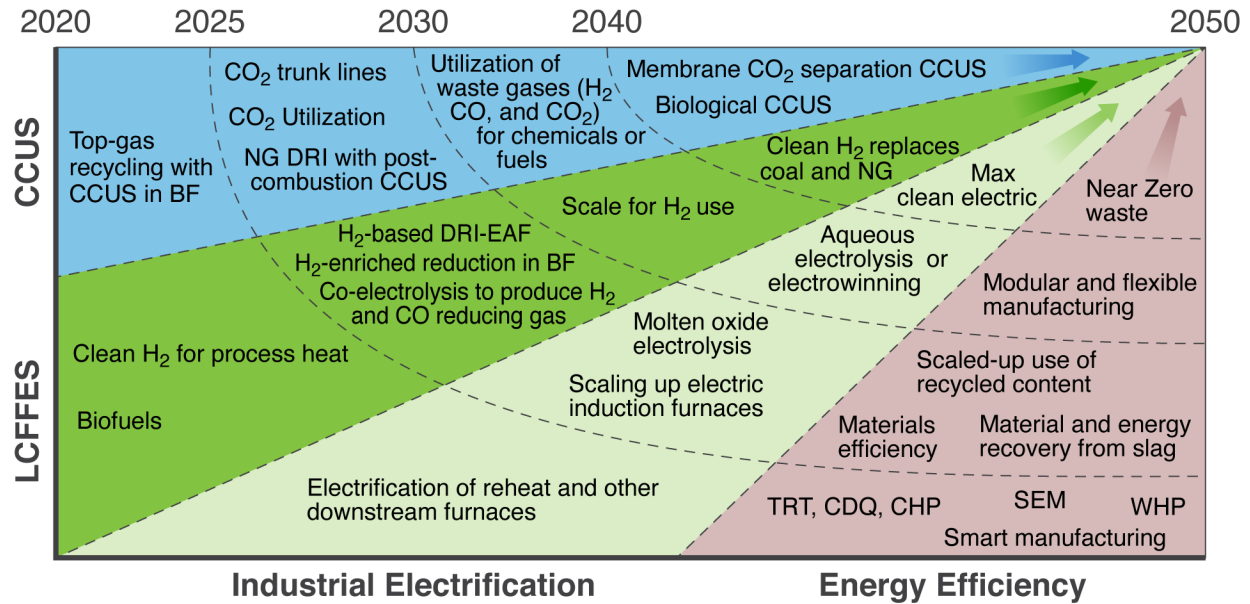 2020 2025 2030 2040 2050
CCUS
Top-gas
recycling with
CCUS in BF
CO2 trunk lines
CO2 Utilization
NG DRI with post-
combustion CCUS
Utilization of
waste gases (H2
CO, and CO2)
for chemicals or
fuels
Membrane CO2 separation CCUS
Biological CCUS
LCFFES
Clean H2 for process heat
Biofuels
H2-based DRI-EAF
H2-enriched reduction in BF
Co-electrolysis to produce H2
and CO reducing gas
Scale for H2 use
Clean H2 replaces
coal and NG
Electrification of reheat and other
downstream furnaces
Molten oxide
electrolysis
Scaling up electric
induction furnaces
Aqueous
electrolysis or
electrowinning
Max
clean electric
TRT, CDQ, CHP
SEM
WHP
Smart manufacturing
Materials
efficiency
Material and energy
recovery from slag
Scaled-up use of
recycled content
Modular and flexible
manufacturing
Near Zero
waste
Industrial Electrification
Energy Efficiency